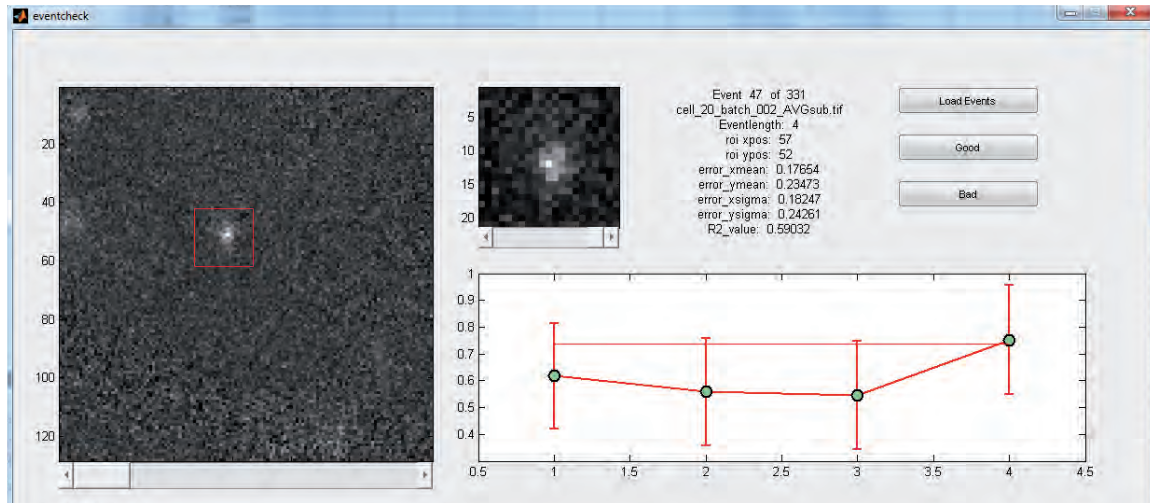 eventcheck
20
40
60
80
100
120
5
10
15
20
Event 47 of 331
cell_20_batch_002_AVGsub.tif
Eventlength: 4
roi xpos: 57
roi ypos: 52
error_xmean: 0.17654
error_ymean: 0.23473
error_xsigma: 0.18247
error_ysigma: 0.24261
R2_value: 0.59032
Load Events
Good
Bad
1
0.9
0.8
0.7
0.6
0.5
0.4
0.5 1 1.5 2 2.5 3 3.5 4 4.5